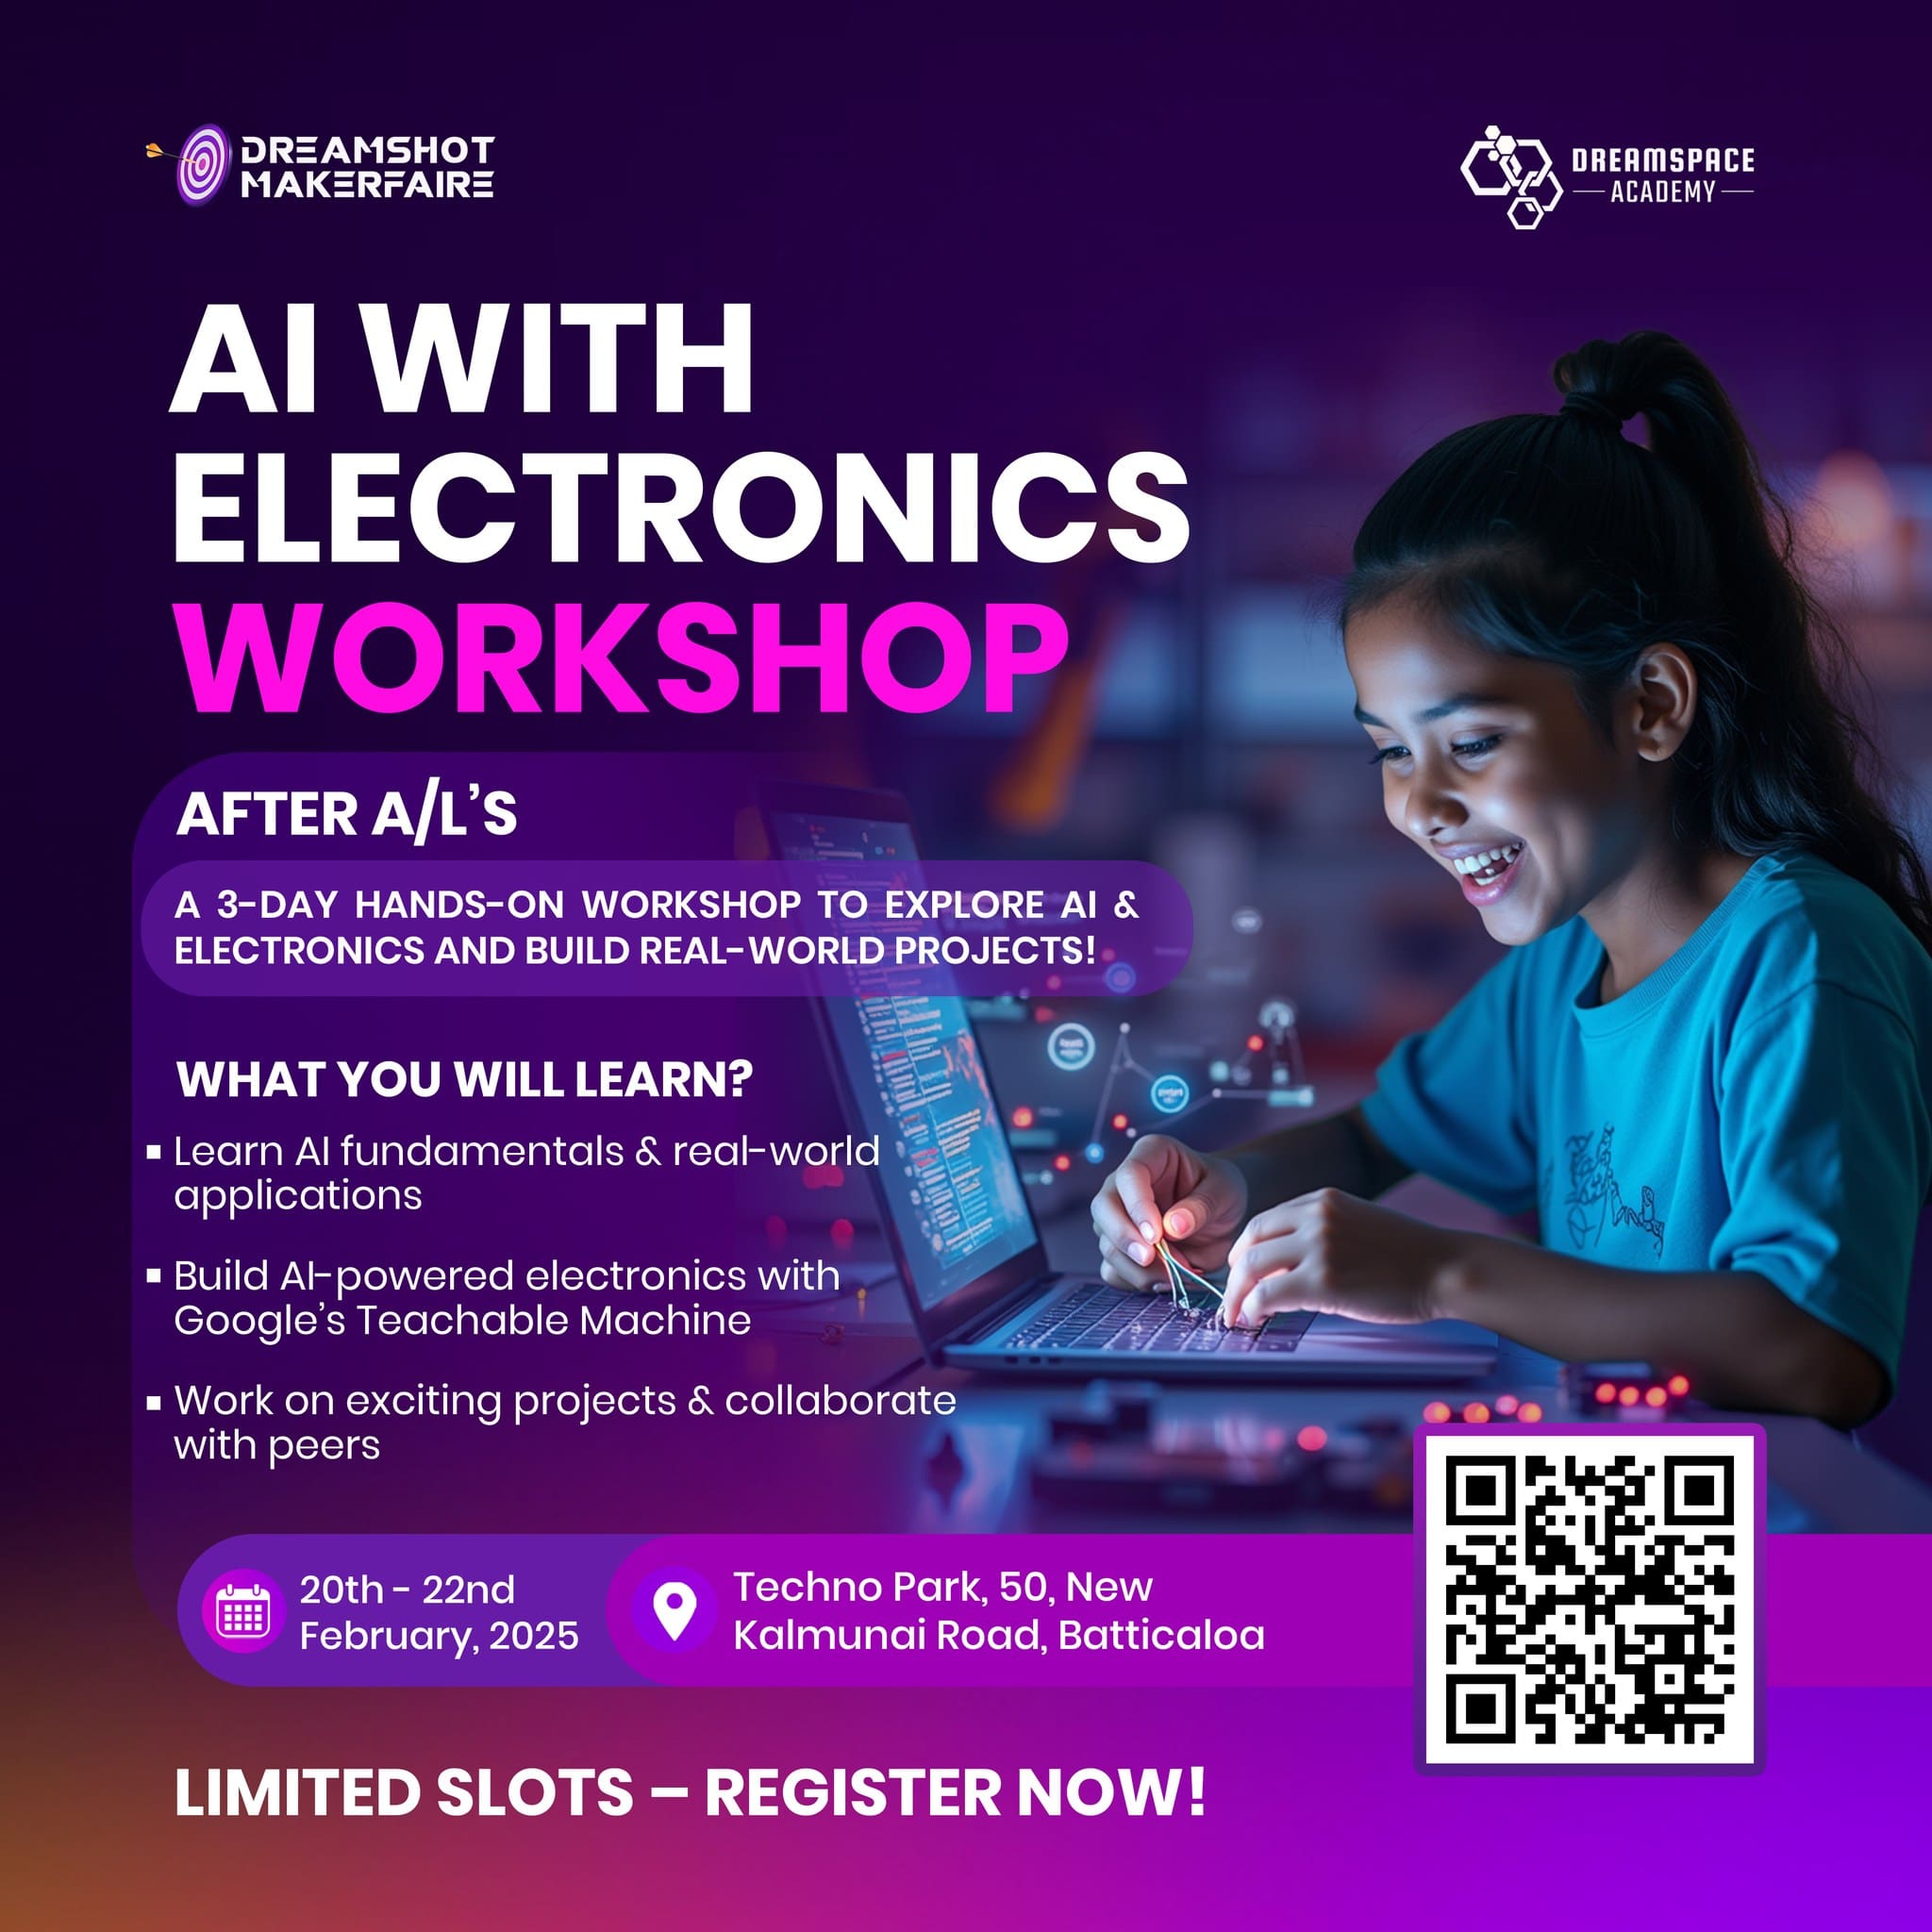 DREAMSHOT
MAKERFAIRE
DREAMSPACE
ACADEMY
AI WITH
ELECTRONICS
WORKSHOP
AFTER A/L'S
A 3-DAY HANDS-ON WORKSHOP TO EXPLORE AI &
ELECTRONICS AND BUILD REAL-WORLD PROJECTS!
WHAT YOU WILL LEARN?
▪ Learn AI fundamentals & real-world
applications
▪ Build AI-powered electronics with
Google's Teachable Machine
▪ Work on exciting projects & collaborate
with peers
20th - 22nd
February, 2025
Techno Park, 50, New
Kalmunai Road, Batticaloa
LIMITED SLOTS – REGISTER NOW!